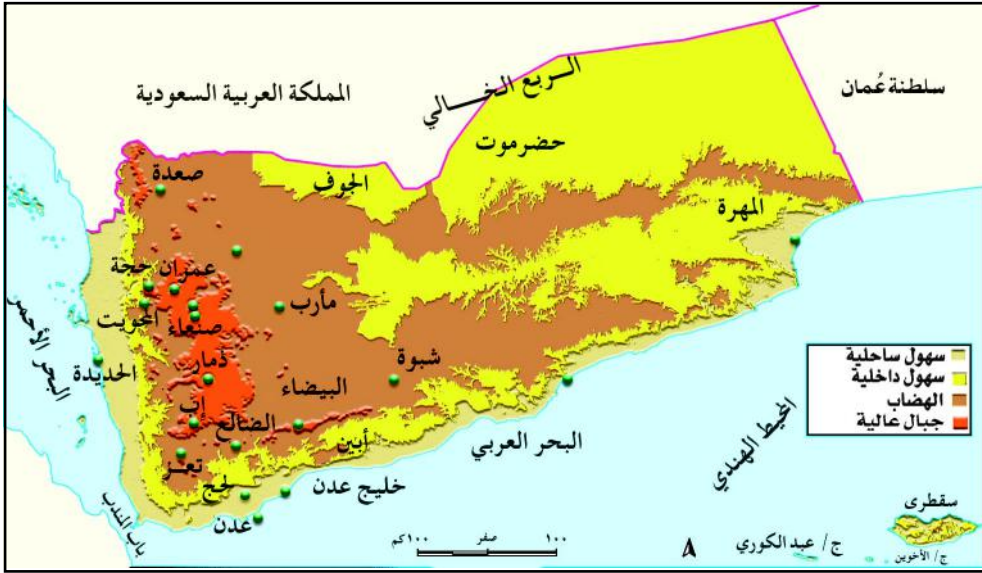 الربع الخالي
المملكة العربية السعودية
سلطنة عُمان
حضرموت
صعدة
الجوف
المهرة
حجة
عمران
مأرب
المحويت
صنعاء
البحر الأحمر
الحديدة
ذمار
شبوة
البيضاء
إب
الضالع
أبين
تعز
لحج
عدن
خليج عدن
البحر العربي
المحيط الهندي
باب المندب
سهول ساحلية
سهول داخلية
الهضاب
جبال عالية
سقطرى
ج/ عبد الكوري
ج/ الأخوين
١٠٠كم صفر ١٠٠